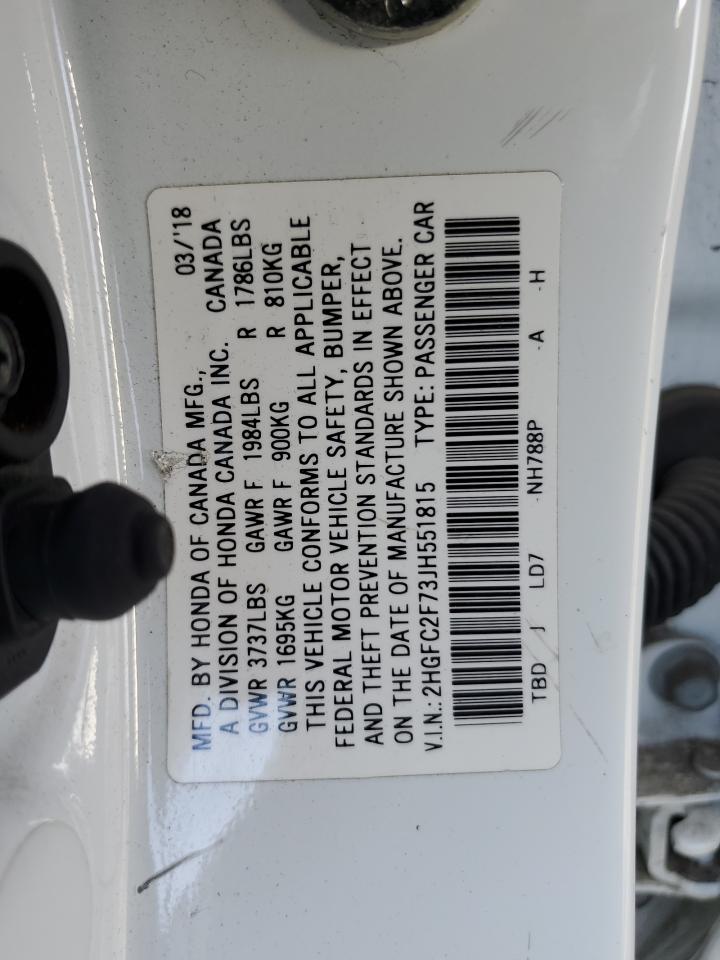 MFD. BY HONDA OF CANADA MFG., 03/'18
A DIVISION OF HONDA CANADA INC. CANADA
GVWR 3737LBS GAWR F 1984LBS R 1786LBS
GVWR 1695KG GAWR F 900KG R 810KG
THIS VEHICLE CONFORMS TO ALL APPLICABLE
FEDERAL MOTOR VEHICLE SAFETY, BUMPER,
AND THEFT PREVENTION STANDARDS IN EFFECT
ON THE DATE OF MANUFACTURE SHOWN ABOVE.
V.I.N.: 2HGFC2F73JH551815 TYPE: PASSENGER CAR
TBD J LD7 -NH788P -A -H